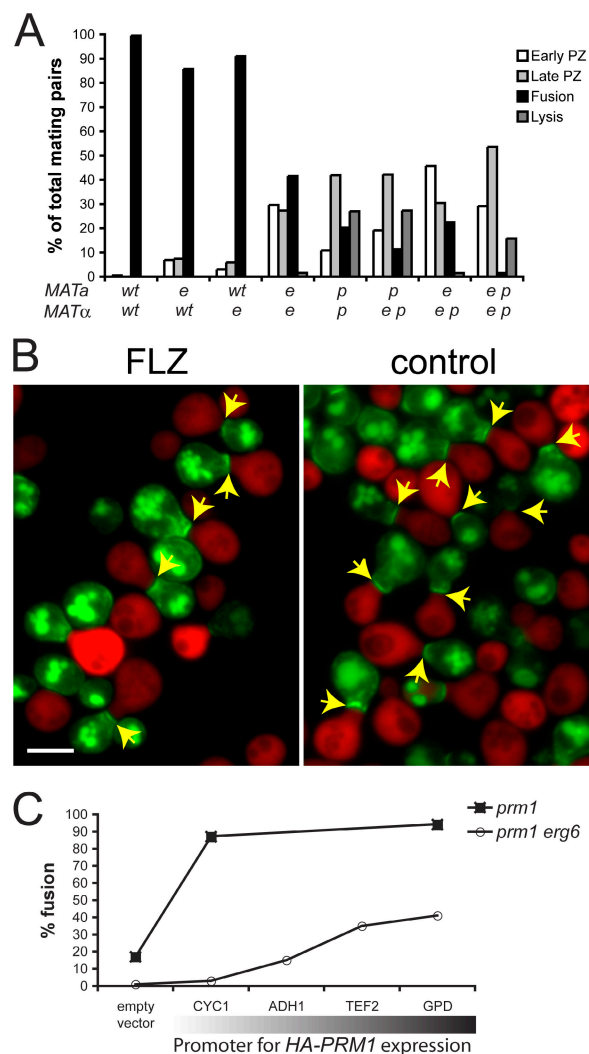 A
% of total mating pairs
100
90
80
70
60
50
40
30
20
10
0
Early PZ
Late PZ
Fusion
Lysis
MATa wt e wt e p p e e p
MATα wt wt e e p e p e p e p
B
FLZ control
C
% fusion
100
90
80
70
60
50
40
30
20
10
0
prm1
prm1 erg6
empty vector CYC1 ADH1 TEF2 GPD
Promoter for HA-PRM1 expression